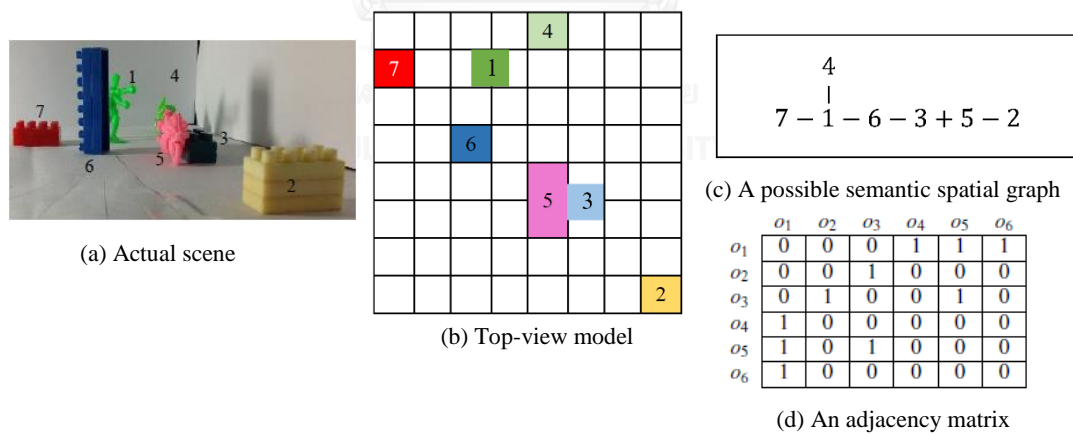 1
4
7
3
6
5
2
(a) Actual scene
4
7 1
6
5 3
2
(b) Top-view model
4
|
7 − 1 − 6 − 3 + 5 − 2
(c) A possible semantic spatial graph
o1 o2 o3 o4 o5 o6
o1 0 0 0 1 1 1
o2 0 0 1 0 0 0
o3 0 1 0 0 1 0
o4 1 0 0 0 0 0
o5 1 0 1 0 0 0
o6 1 0 0 0 0 0
(d) An adjacency matrix